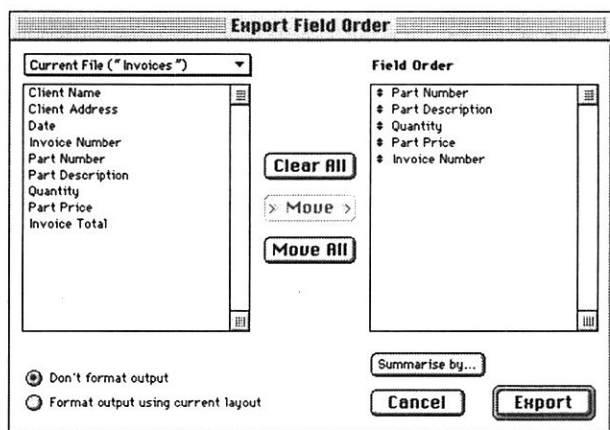 Export Field Order
Current File ("Invoices")
Client Name
Client Address
Date
Invoice Number
Part Number
Part Description
Quantity
Part Price
Invoice Total
Clear All
> Move >
Move All
Field Order
Part Number
Part Description
Quantity
Part Price
Invoice Number
Summarise by...
Don't format output
Format output using current layout
Cancel
Export